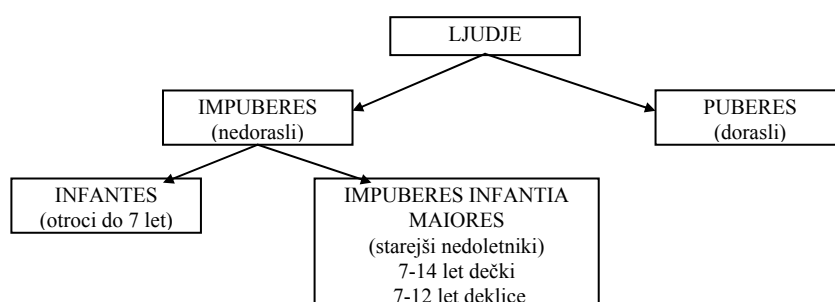 LJUDJE
IMPUBERES
(nedorasli)
PUBERES
(dorasli)
INFANTES
(otroci do 7 let)
IMPUBERES INFANTIA
MAIORES
(starejši nedoletniki)
7-14 let dečki
7-12 let deklice